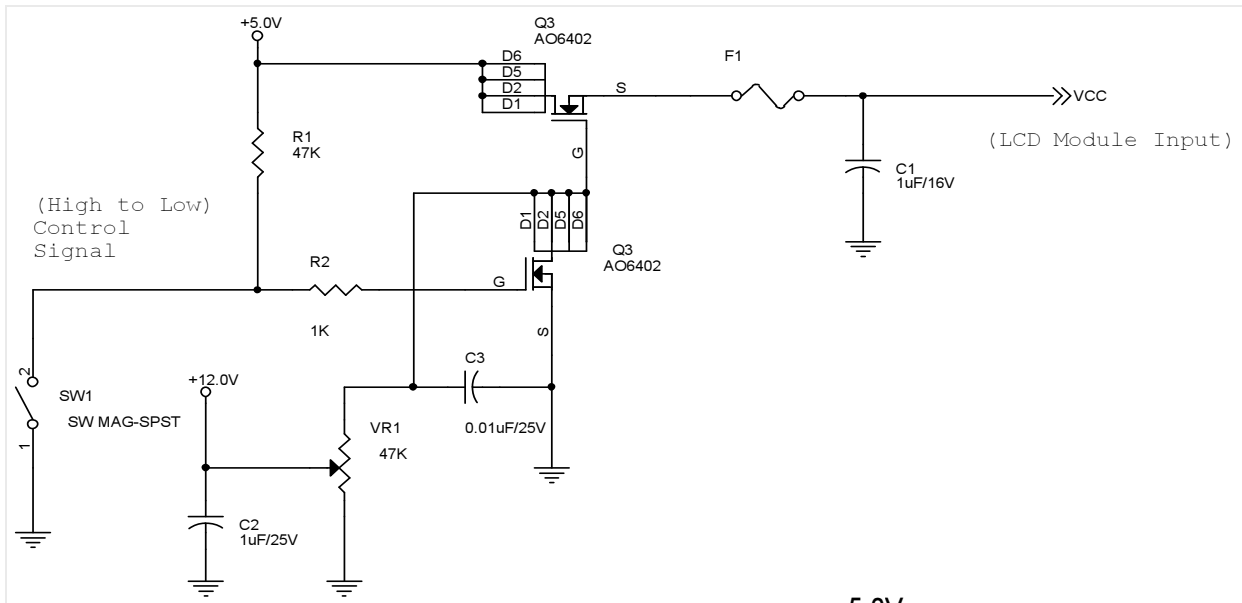 +5.0V
Q3
AO6402
D6
D5
D2
D1
S
F1
VCC
(LCD Module Input)
R1
47K
G
C1
1uF/16V
(High to Low)
Control
Signal
D1
D2
D5
D6
Q3
AO6402
R2
G
1K
S
+12.0V
C3
0.01uF/25V
2
SW1
SW MAG-SPST
1
VR1
47K
C2
1uF/25V
5.0V